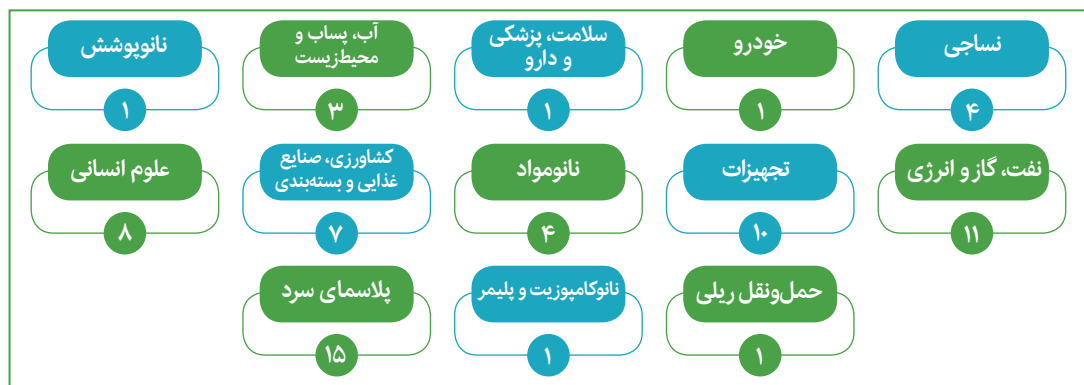 نساجی
۴
خودرو
۱
سلامت، پزشکی
و دارو
۱
آب، پساب و
محیط‌زیست
۳
نانوپوشش
۱
نفت، گاز و انرژی
۱۱
تجهیزات
۱۰
نانومواد
۴
کشاورزی، صنایع
غذایی و بسته‌بندی
۷
علوم انسانی
۸
حمل‌ونقل ریلی
۱
نانوکامپوزیت و پلیمر
۱
پلاسمای سرد
۱۵